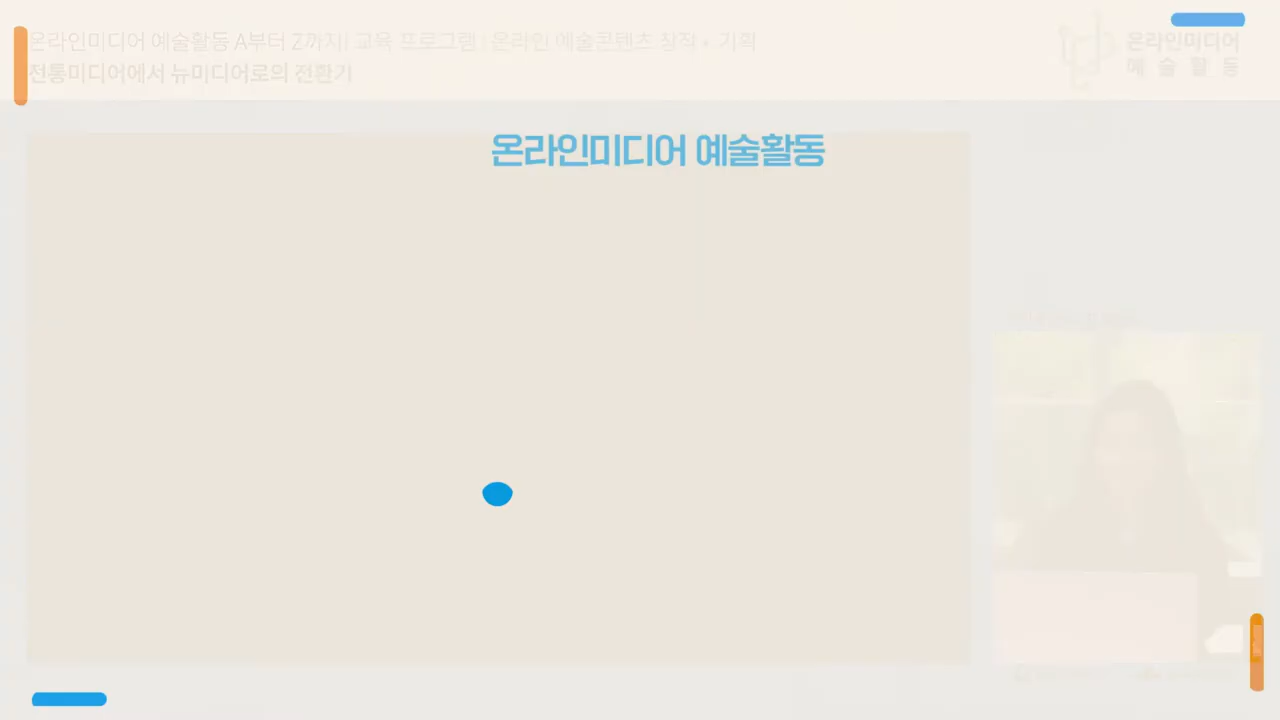 온라인미디어 예술활동 A부터 Z까지! 교육 프로그램 | 온라인 예술콘텐츠 창작 · 기획
전통미디어에서 뉴미디어로의 전환기
온라인미디어
예술활동
온라인미디어 예술활동